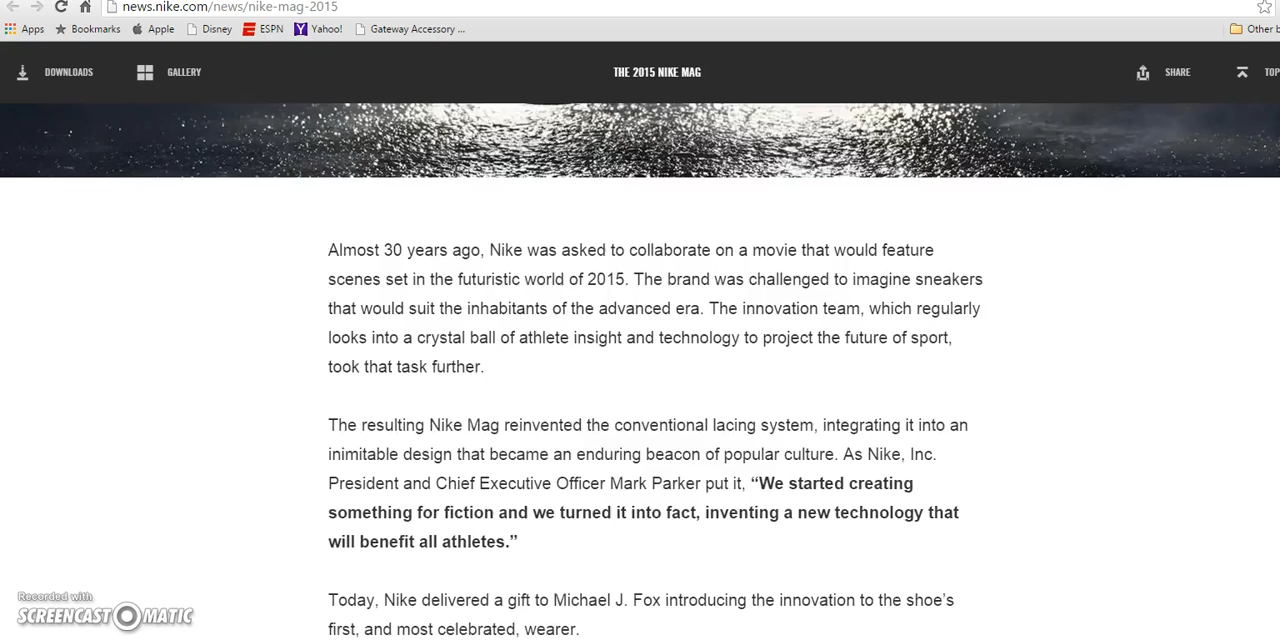 news.nike.com/news/nike-mag-2015
Apps Bookmarks Apple Disney ESPN Yahoo! Gateway Accessory ... Other b
DOWNLOADS GALLERY THE 2015 NIKE MAG SHARE TOP
Almost 30 years ago, Nike was asked to collaborate on a movie that would feature
scenes set in the futuristic world of 2015. The brand was challenged to imagine sneakers
that would suit the inhabitants of the advanced era. The innovation team, which regularly
looks into a crystal ball of athlete insight and technology to project the future of sport,
took that task further.
The resulting Nike Mag reinvented the conventional lacing system, integrating it into an
inimitable design that became an enduring beacon of popular culture. As Nike, Inc.
President and Chief Executive Officer Mark Parker put it, “We started creating
something for fiction and we turned it into fact, inventing a new technology that
will benefit all athletes.”
Today, Nike delivered a gift to Michael J. Fox introducing the innovation to the shoe’s
first, and most celebrated, wearer.
Recorded with
SCREENCAST O MATIC